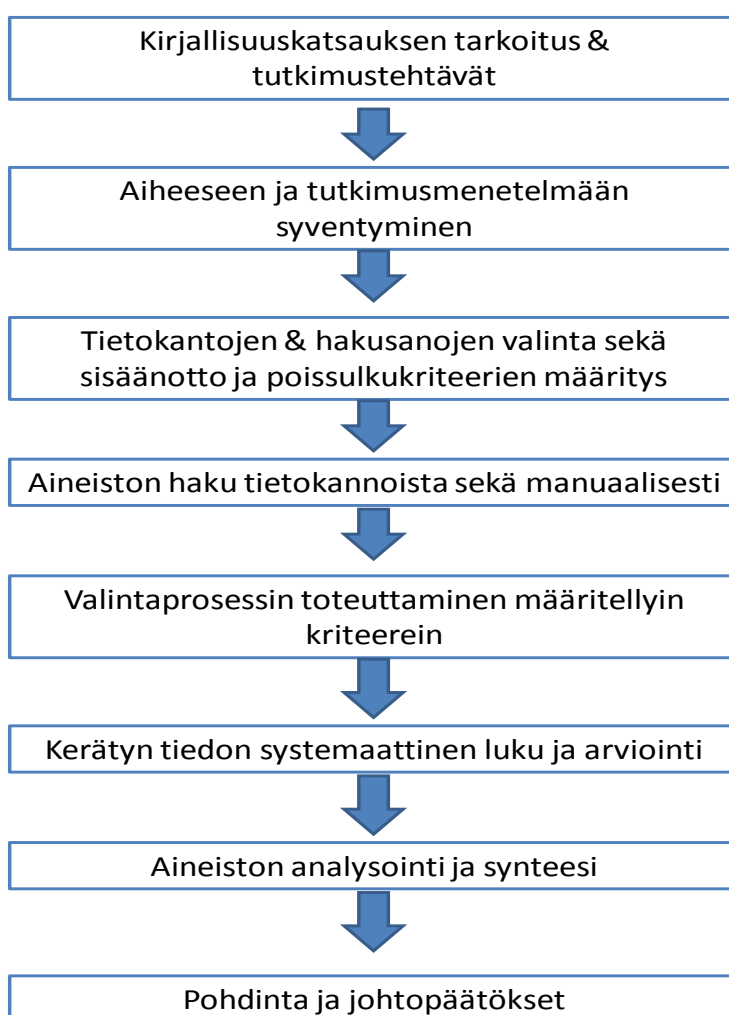 Kirjallisuuskatsauksen tarkoitus &
tutkimustehtävät
Aiheeseen ja tutkimusmenetelmään
syventyminen
Tietokantojen & hakusanojen valinta sekä
sisäänotto ja poissulkukriteerien määritys
Aineiston haku tietokannoista sekä manuaalisesti
Valintaprosessin toteuttaminen määritellyin
kriteerein
Kerätyn tiedon systemaattinen luku ja arviointi
Aineiston analysointi ja synteesi
Pohdinta ja johtopäätökset